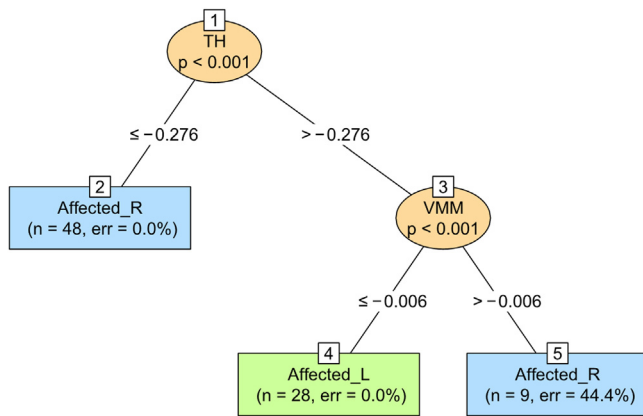 1
TH
p < 0.001
≤ −0.276
> −0.276
2
Affected_R
(n = 48, err = 0.0%)
3
VMM
p < 0.001
≤ −0.006
> −0.006
4
Affected_L
(n = 28, err = 0.0%)
5
Affected_R
(n = 9, err = 44.4%)